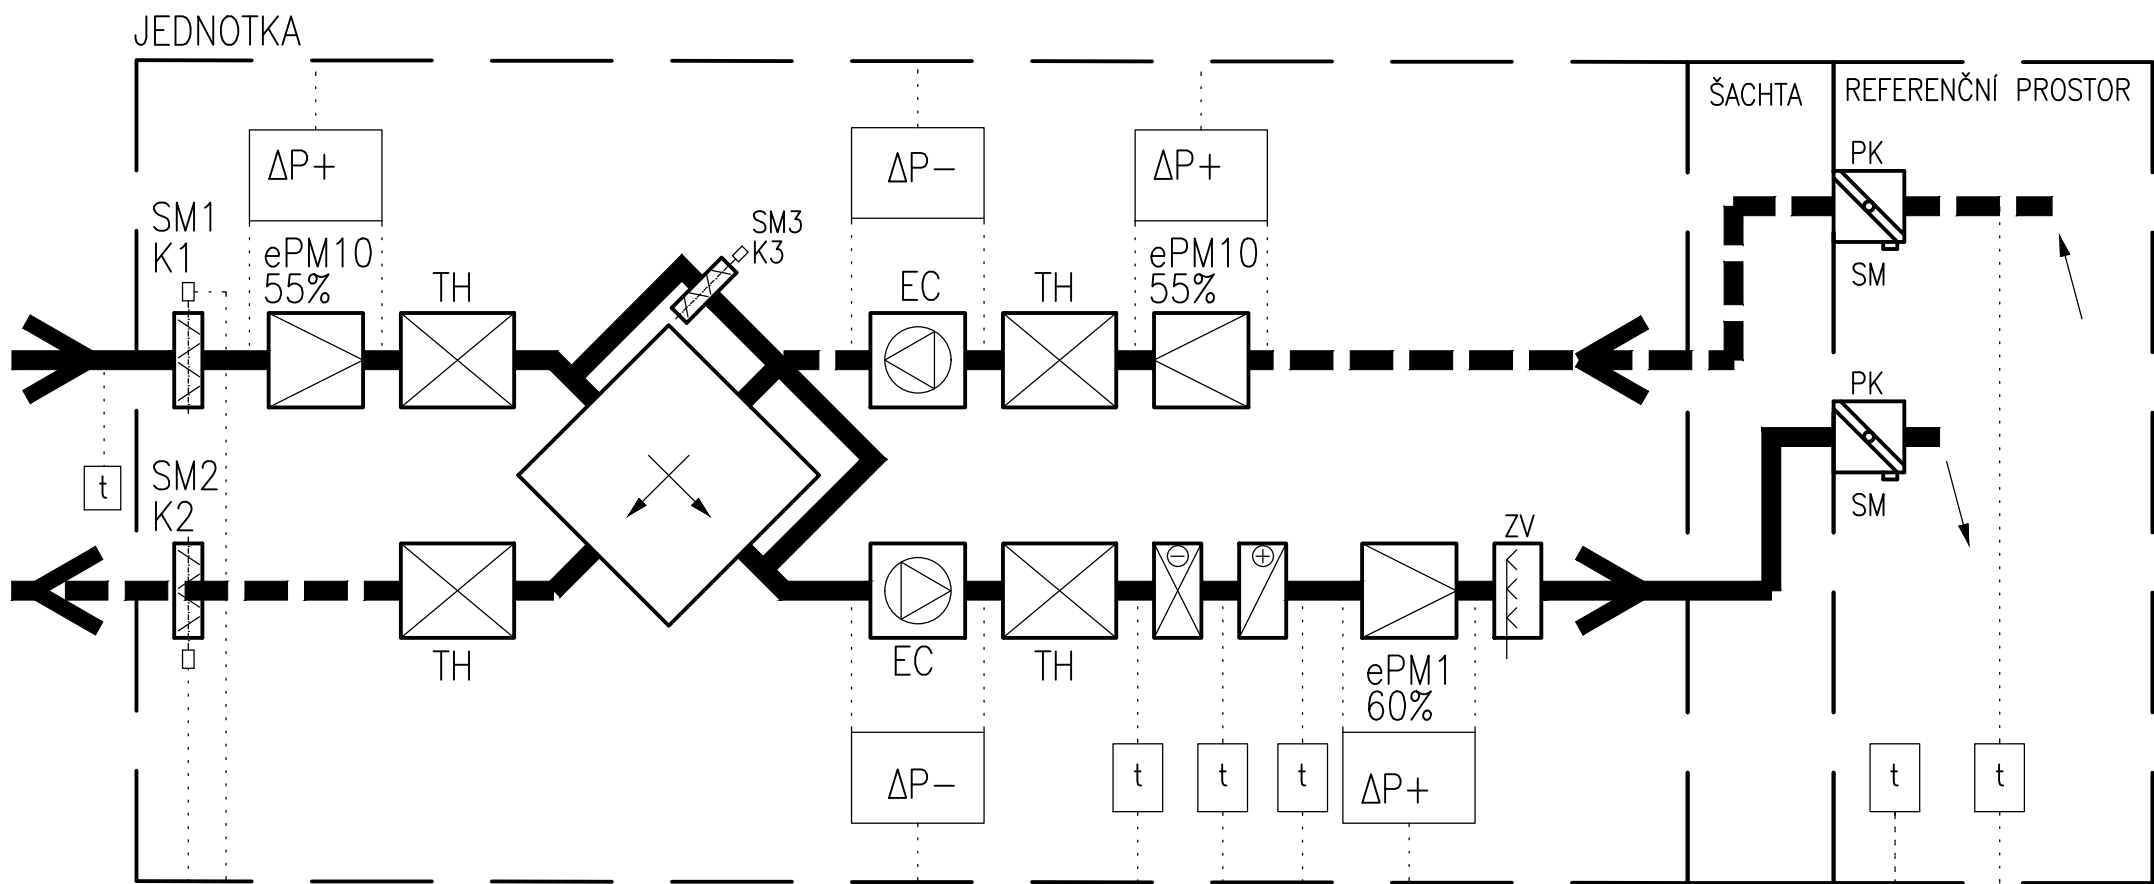 JEDNOTKA
ŠACHTA
REFERENČNÍ PROSTOR
ΔP+
ΔP−
ΔP+
PK
SM
SM1
K1
ePM10
55%
TH
SM3
K3
EC
TH
ePM10
55%
PK
SM
t
SM2
K2
TH
EC
TH
−
+
ZV
ePM1
60%
ΔP−
t
t
t
ΔP+
t
t